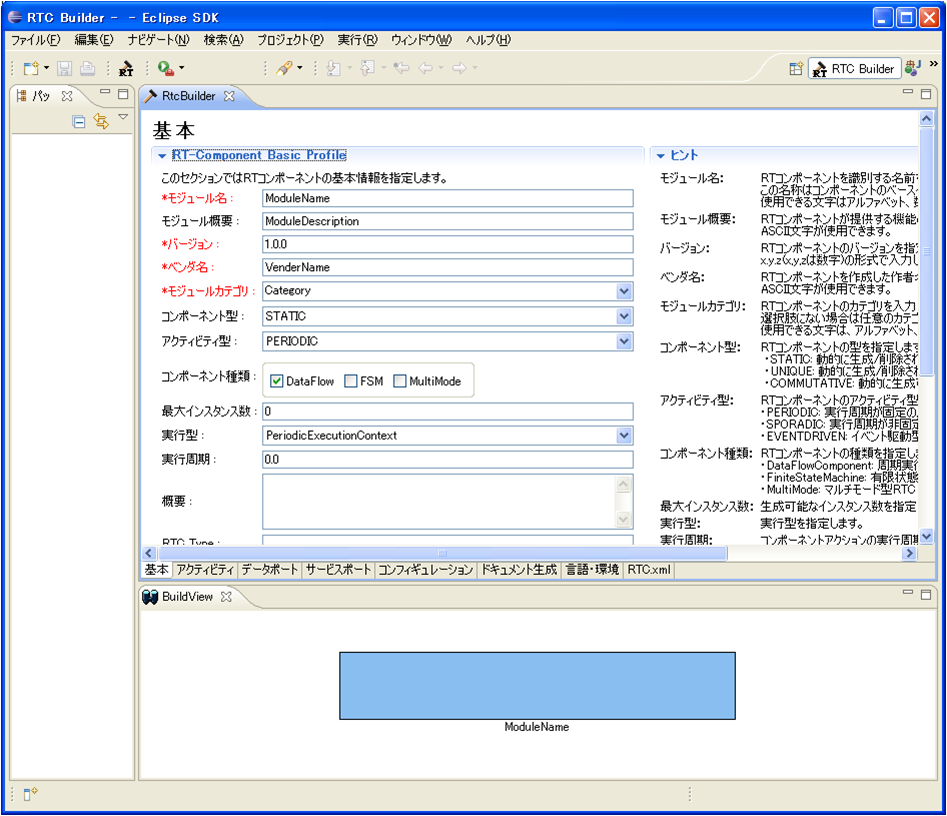 RTC Builder - - Eclipse SDK
ファイル(F) 編集(E) ナビゲート(N) 検索(A) プロジェクト(P) 実行(R) ウィンドウ(W) ヘルプ(H)
RTC Builder
パッ
RtcBuilder
基本
RT-Component Basic Profile
このセクションではRTコンポーネントの基本情報を指定します。
*モジュール名： ModuleName
モジュール概要： ModuleDescription
*バージョン： 1.0.0
*ベンダ名： VenderName
*モジュールカテゴリ： Category
コンポーネント型： STATIC
アクティビティ型： PERIODIC
コンポーネント種類： DataFlow FSM MultiMode
最大インスタンス数： 0
実行型： PeriodicExecutionContext
実行周期： 0.0
概要：
RTC Type：
ヒント
モジュール名: RTコンポーネントを識別する名前
この名称はコンポーネントのベース
使用できる文字はアルファベット、
モジュール概要: RTコンポーネントが提供する機能
ASCII文字が使用できます。
バージョン: RTコンポーネントのバージョンを指
x.y.z(x,y,zは数字)の形式で入力し
ベンダ名: RTコンポーネントを作成した作者
ASCII文字が使用できます。
モジュールカテゴリ: RTコンポーネントのカテゴリを入力
選択肢にない場合は任意のカテ
使用できる文字は、アルファベット、
コンポーネント型: RTコンポーネントの型を指定しま
・STATIC: 動的に生成/削除さ
・UNIQUE: 動的に生成/削除さ
・COMMUTATIVE: 動的に生成
アクティビティ型: RTコンポーネントのアクティビティ型
・PERIODIC: 実行周期が固定の
・SPORADIC: 実行周期が非固定
・EVENTDRIVEN: イベント駆動型
コンポーネント種類: RTコンポーネントの種類を指定し
・DataFlowComponent: 周期実行
・FiniteStateMachine: 有限状態
・MultiMode: マルチモード型RTC
最大インスタンス数: 生成可能なインスタンス数を指定
実行型: 実行型を指定します。
実行周期: コンポーネントアクションの実行周期
基本 アクティビティ データポート サービスポート コンフィギュレーション ドキュメント生成 言語・環境 RTC.xml
BuildView
ModuleName